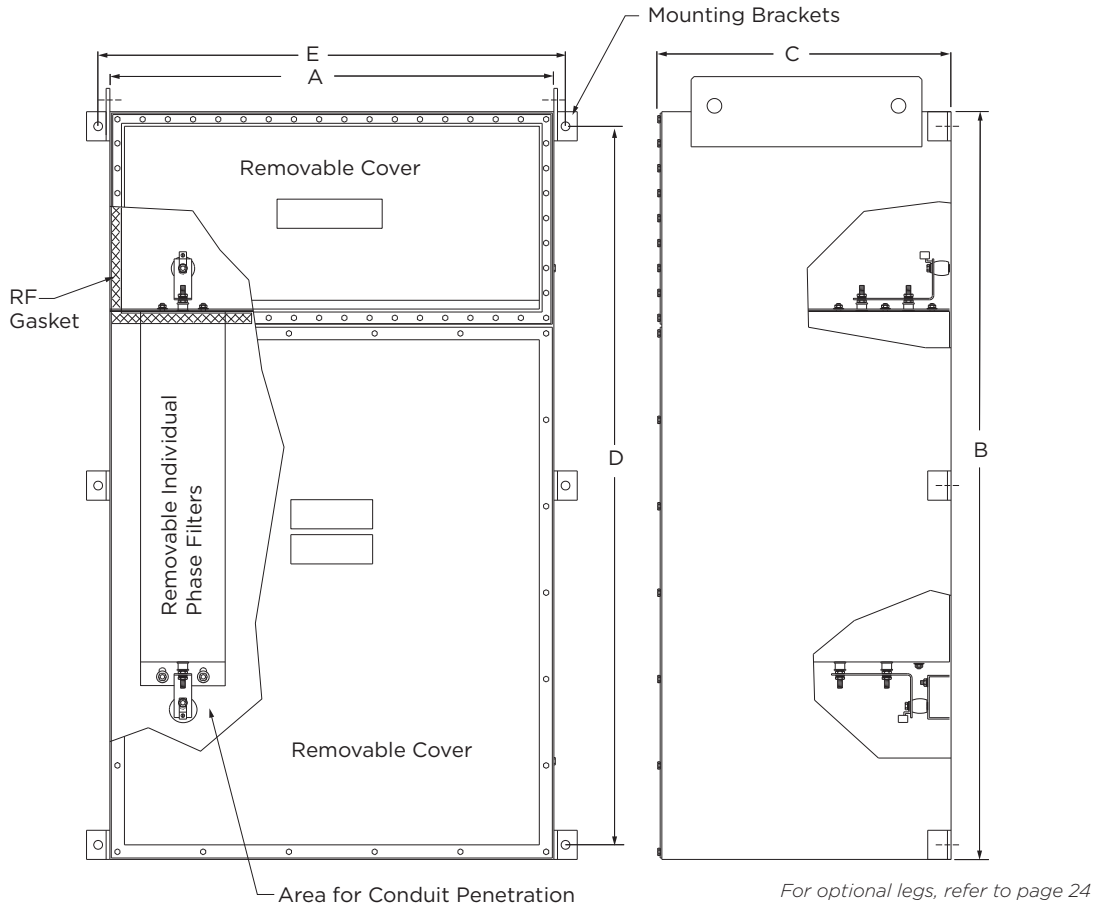 Mounting Brackets
E
A
C
Removable Cover
RF
Gasket
Removable Individual
Phase Filters
D
B
Removable Cover
Area for Conduit Penetration
For optional legs, refer to page 24